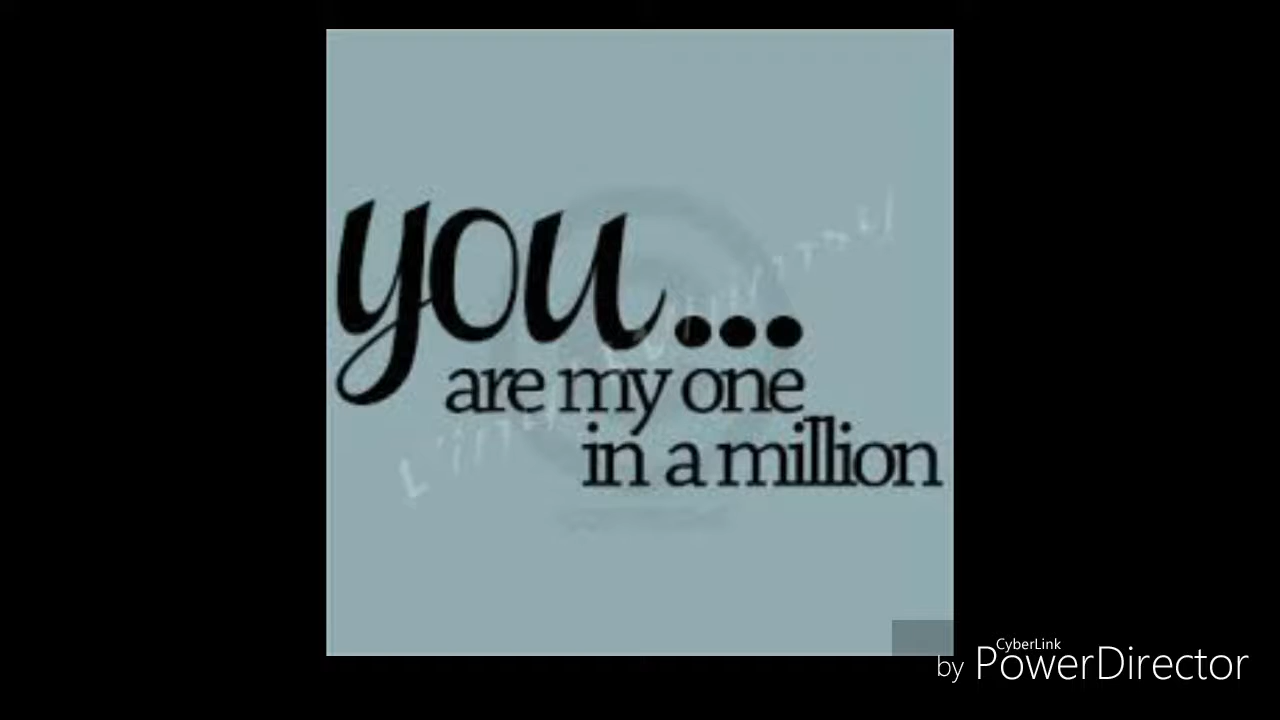 you...
are my one
in a million
CyberLink
by PowerDirector